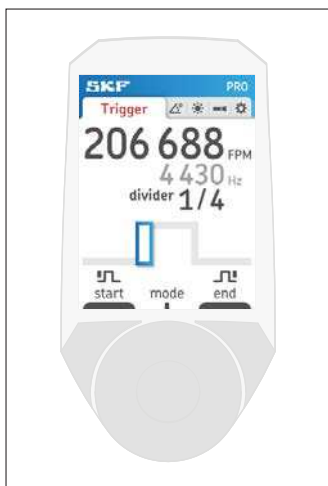 SKF PRO
Trigger
206 688 FPM
4 430 Hz
divider 1/4
start mode end